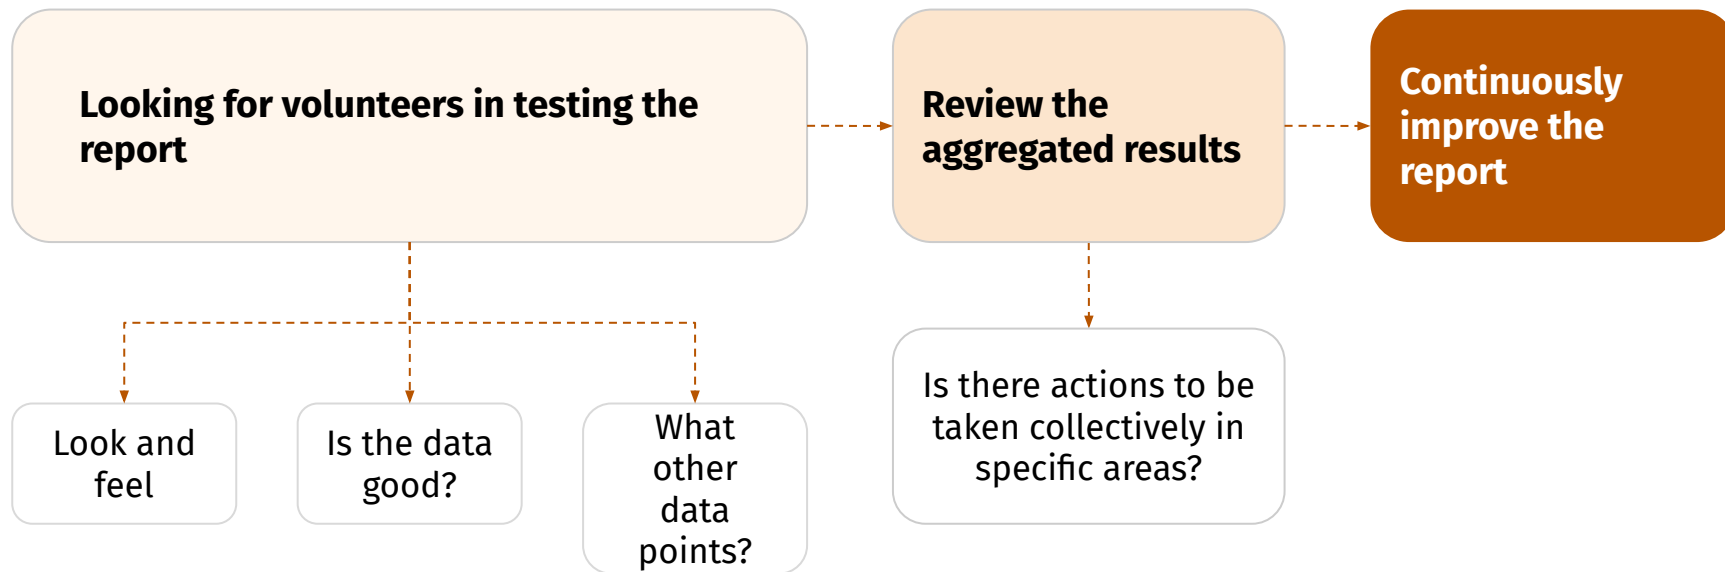 Looking for volunteers in testing the
report
Review the
aggregated results
Continuously
improve the
report
Look and
feel
Is the data
good?
What
other
data
points?
Is there actions to be
taken collectively in
specific areas?